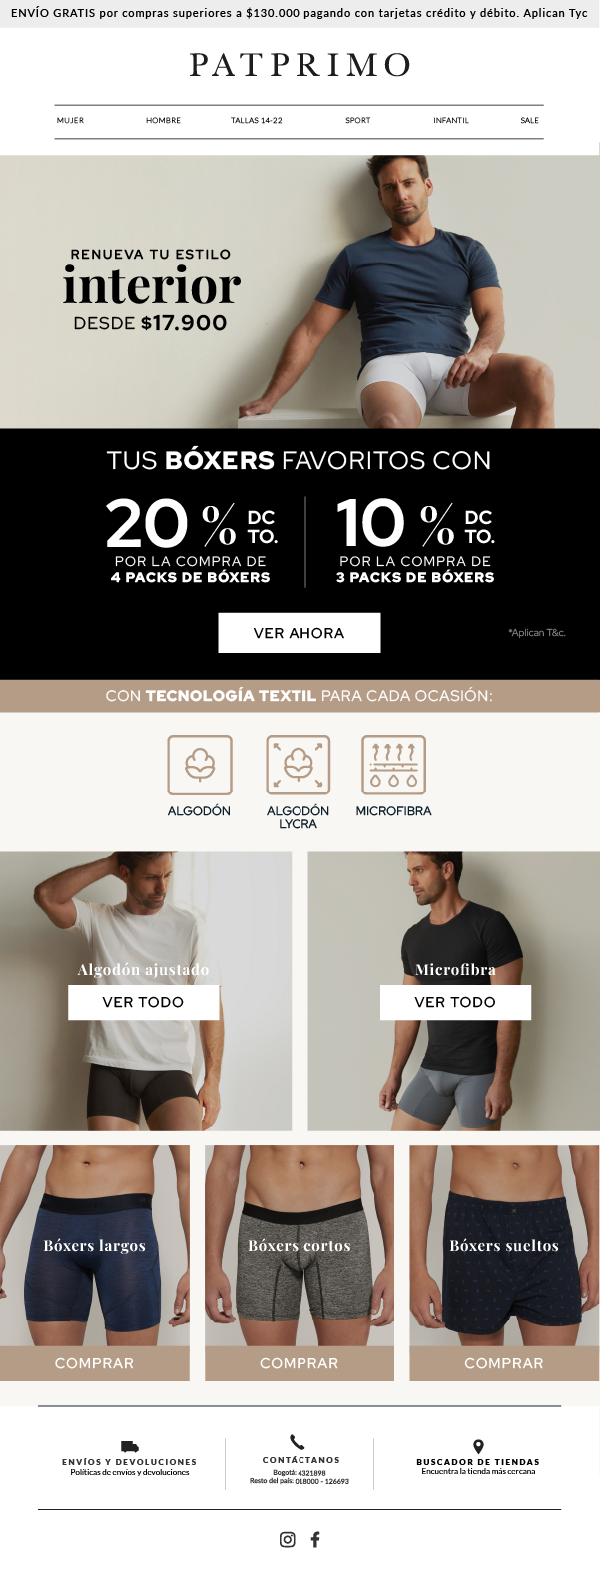 ENVÍO GRATIS por compras superiores a $130.000 pagando con tarjetas crédito y débito. Aplican Tyc
PATPRIMO
MUJER HOMBRE TALLAS 14-22 SPORT INFANTIL SALE
RENUEVA TU ESTILO
interior
DESDE $17.900
TUS BÓXERS FAVORITOS CON
20 % DC TO.
POR LA COMPRA DE
4 PACKS DE BÓXERS
10 % DC TO.
POR LA COMPRA DE
3 PACKS DE BÓXERS
VER AHORA
*Aplican T&c.
CON TECNOLOGÍA TEXTIL PARA CADA OCASIÓN:
ALGODÓN
ALGODÓN
LYCRA
MICROFIBRA
Algodón ajustado
VER TODO
Microfibra
VER TODO
Bóxers largos
COMPRAR
Bóxers cortos
COMPRAR
Bóxers sueltos
COMPRAR
ENVÍOS Y DEVOLUCIONES
Políticas de envíos y devoluciones
CONTÁCTANOS
Bogotá: 4321898
Resto del país: 018000 - 126693
BUSCADOR DE TIENDAS
Encuentra la tienda más cercana